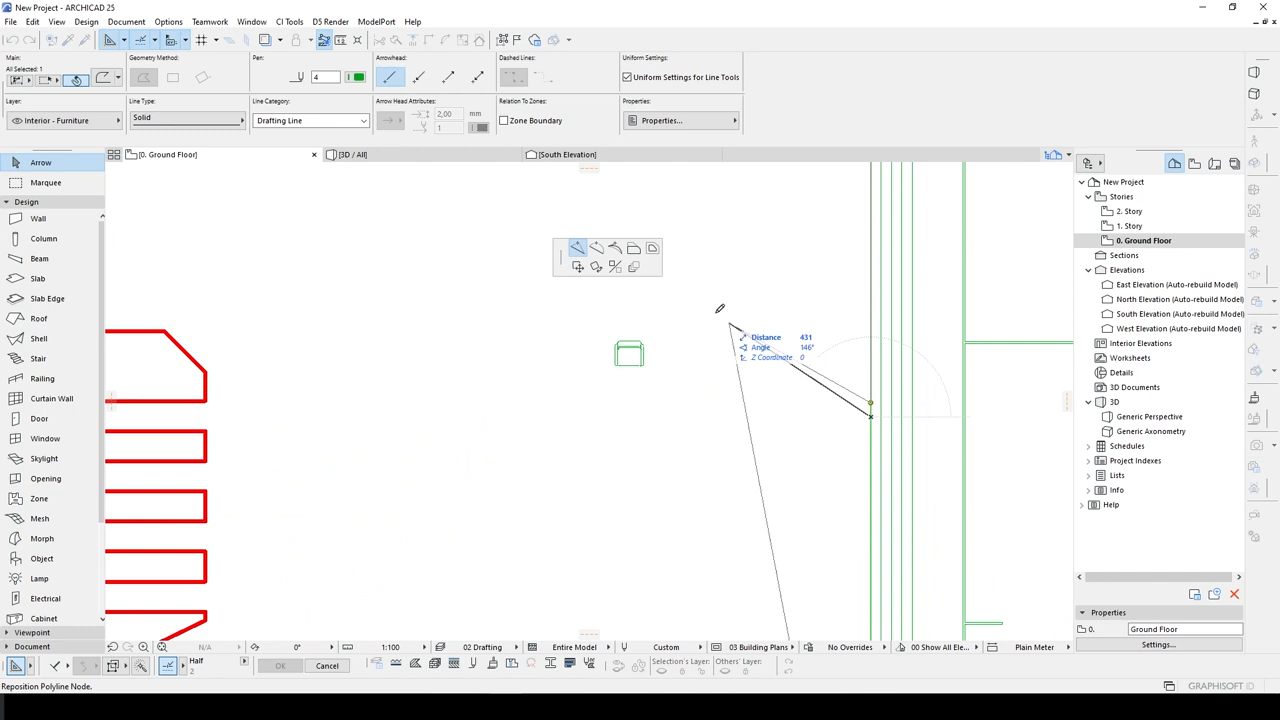 New Project - ARCHICAD 25
File Edit View Design Document Options Teamwork Window CI Tools D5 Render ModelPort Help
Main:
All Selected: 1
Geometry Method:
Pen:
4
Arrowhead:
Dashed Lines:
Uniform Settings:
Uniform Settings for Line Tools
Layer:
Interior - Furniture
Line Type:
Solid
Line Category:
Drafting Line
Arrow Head Attributes:
2,00 mm
1
Relation To Zones:
Zone Boundary
Properties:
Properties...
[0. Ground Floor]
[3D / All]
[South Elevation]
Arrow
Marquee
Design
Wall
Column
Beam
Slab
Slab Edge
Roof
Shell
Stair
Railing
Curtain Wall
Door
Window
Skylight
Opening
Zone
Mesh
Morph
Object
Lamp
Electrical
Cabinet
Viewpoint
Document
Distance 431
Angle 146°
Z Coordinate 0
New Project
Stories
2. Story
1. Story
0. Ground Floor
Sections
Elevations
East Elevation (Auto-rebuild Model)
North Elevation (Auto-rebuild Model)
South Elevation (Auto-rebuild Model)
West Elevation (Auto-rebuild Model)
Interior Elevations
Worksheets
Details
3D Documents
3D
Generic Perspective
Generic Axonometry
Schedules
Project Indexes
Lists
Info
Help
Properties
0. Ground Floor
Settings...
N/A 0° 1:100 02 Drafting Entire Model Custom 03 Building Plans No Overrides 00 Show All Ele... Plain Meter
Half
2
OK
Cancel
Selection's Layer:
Others' Layer:
Reposition Polyline Node.
GRAPHISOFT ID